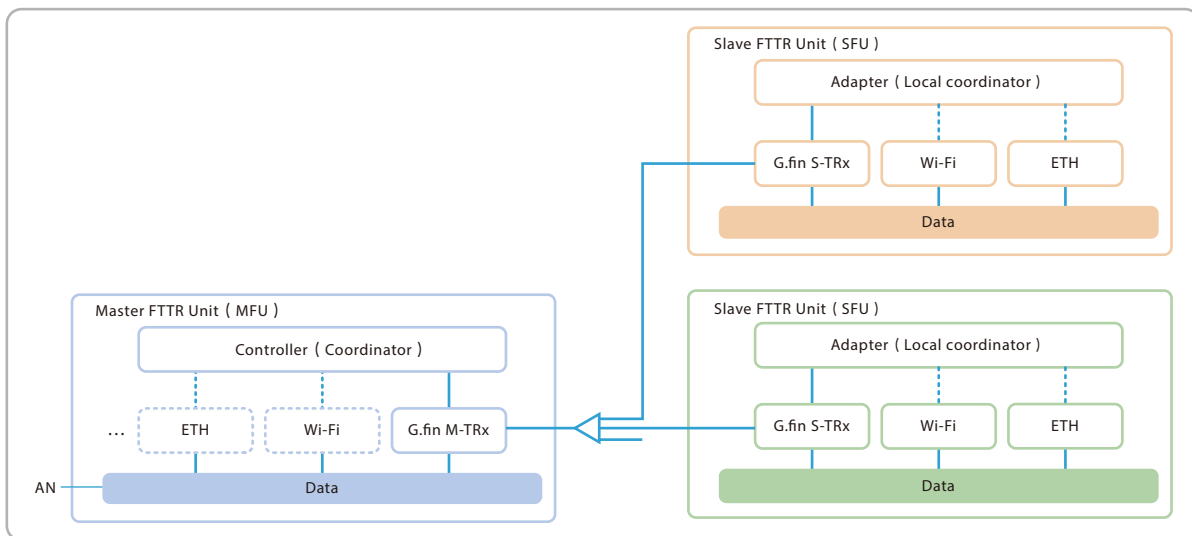 Slave FTTR Unit ( SFU )
Adapter ( Local coordinator )
G.fin S-TRx
Wi-Fi
ETH
Data
Master FTTR Unit ( MFU )
Controller ( Coordinator )
...
ETH
Wi-Fi
G.fin M-TRx
AN
Data
Slave FTTR Unit ( SFU )
Adapter ( Local coordinator )
G.fin S-TRx
Wi-Fi
ETH
Data